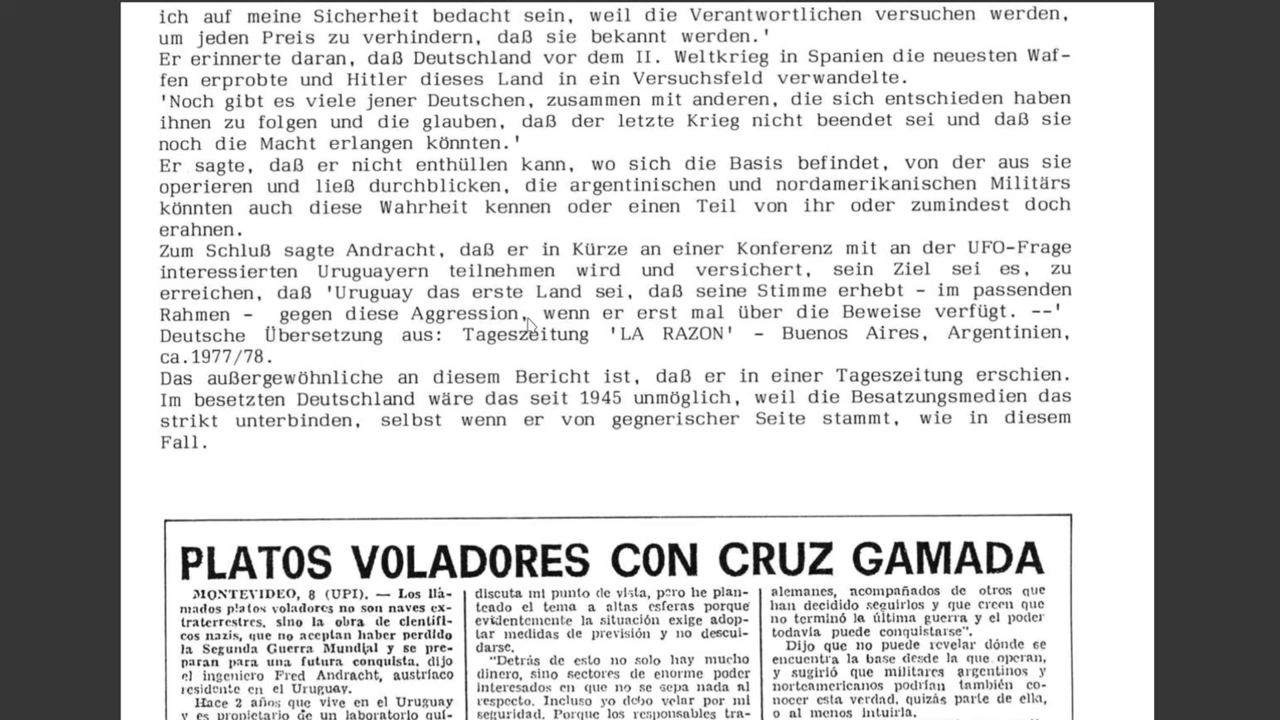 ich auf meine Sicherheit bedacht sein, weil die Verantwortlichen versuchen werden,
um jeden Preis zu verhindern, daß sie bekannt werden.'
Er erinnerte daran, daß Deutschland vor dem II. Weltkrieg in Spanien die neuesten Waf-
fen erprobte und Hitler dieses Land in ein Versuchsfeld verwandelte.
'Noch gibt es viele jener Deutschen, zusammen mit anderen, die sich entschieden haben
ihnen zu folgen und die glauben, daß der letzte Krieg nicht beendet sei und daß sie
noch die Macht erlangen könnten.'
Er sagte, daß er nicht enthüllen kann, wo sich die Basis befindet, von der aus sie
operieren und ließ durchblicken, die argentinischen und nordamerikanischen Militärs
könnten auch diese Wahrheit kennen oder einen Teil von ihr oder zumindest doch
erahnen.
Zum Schluß sagte Andracht, daß er in Kürze an einer Konferenz mit an der UFO-Frage
interessierten Uruguayern teilnehmen wird und versichert, sein Ziel sei es, zu
erreichen, daß 'Uruguay das erste Land sei, daß seine Stimme erhebt - im passenden
Rahmen - gegen diese Aggression, wenn er erst mal über die Beweise verfügt. --'
Deutsche Übersetzung aus: Tageszeitung 'LA RAZON' - Buenos Aires, Argentinien,
ca.1977/78.
Das außergewöhnliche an diesem Bericht ist, daß er in einer Tageszeitung erschien.
Im besetzten Deutschland wäre das seit 1945 unmöglich, weil die Besatzungsmedien das
strikt unterbinden, selbst wenn er von gegnerischer Seite stammt, wie in diesem
Fall.
PLATOS VOLADORES CON CRUZ GAMADA
MONTEVIDEO, 8 (UPI). — Los lla-
mados platos voladores no son naves ex-
traterrestres, sino la obra de científi-
cos nazis, que no aceptan haber perdido
la Segunda Guerra Mundial y se pre-
paran para una futura conquista, dijo
el ingeniero Fred Andracht, austríaco
residente en el Uruguay.
Hace 2 años que vive en el Uruguay
y es propietario de un laboratorio quí-
discuta mi punto de vista, pero he plan-
teado el tema a altas esferas porque
evidentemente la situación exige adop-
tar medidas de previsión y no descui-
darse.
"Detrás de esto no solo hay mucho
dinero, sino sectores de enorme poder
interesados en que no se sepa nada al
respecto. Incluso yo debo velar por mi
seguridad. Porque los responsables tra-
alemanes, acompañados de otros que
han decidido seguirlos y que creen que
no terminó la última guerra y el poder
todavía puede conquistarse".
Dijo que no puede revelar dónde se
encuentra la base desde la que operan,
y sugirió que militares argentinos y
norteamericanos podrían también co-
nocer esta verdad, quizás parte de ella,
o al menos intuirla.